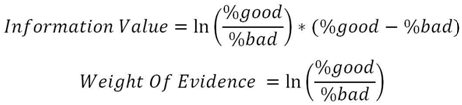 Information Value = ln(%good/%bad) * (%good − %bad)
Weight Of Evidence = ln(%good/%bad)